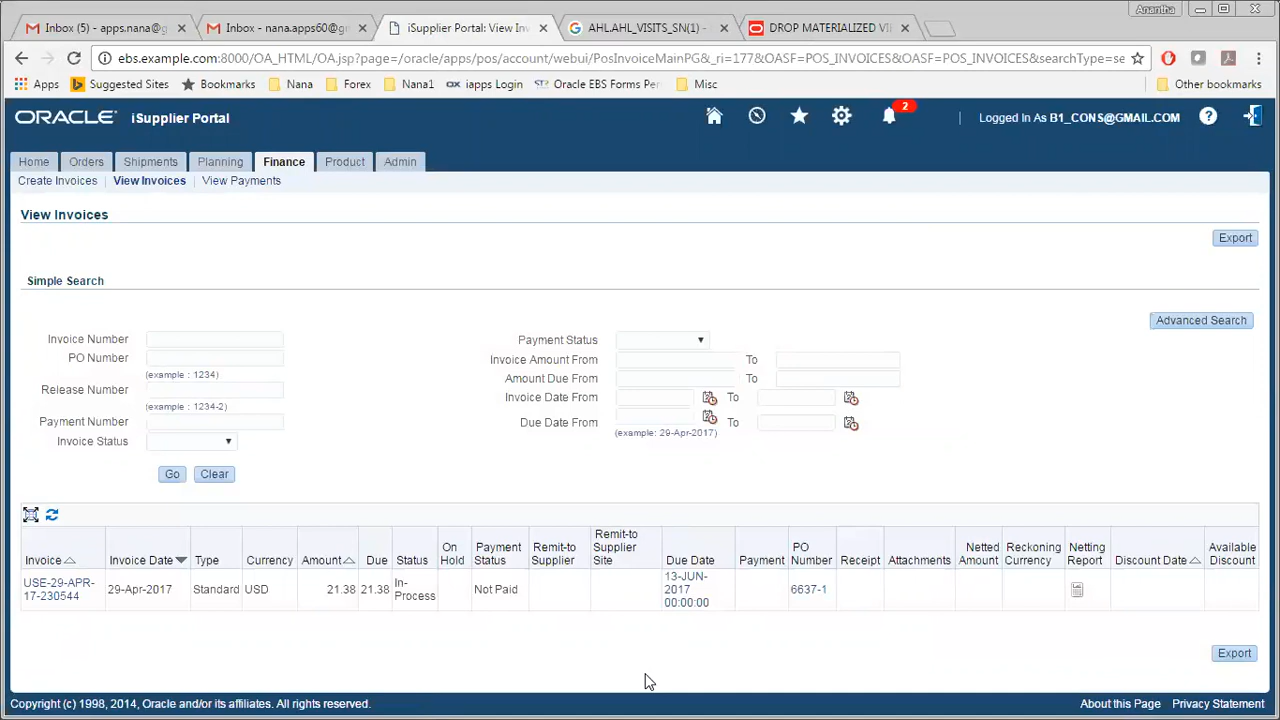 Anantha
Inbox (5) - apps.nana@g
Inbox - nana.apps60@g
iSupplier Portal: View In
AHLAHL_VISITS_SN(1) -
DROP MATERIALIZED VI
ebs.example.com:8000/OA_HTML/OA.jsp?page=/oracle/apps/pos/account/webui/PosInvoiceMainPG&_ri=177&OASF=POS_INVOICES&OASF=POS_INVOICES&searchType=se
Apps
Suggested Sites
Bookmarks
Nana
Forex
Nana1
iapps Login
Oracle EBS Forms Per
Misc
Other bookmarks
ORACLE iSupplier Portal
2
Logged In As B1_CONS@GMAIL.COM
Home Orders Shipments Planning Finance Product Admin
Create Invoices View Invoices View Payments
View Invoices
Export
Simple Search
Advanced Search
Invoice Number
PO Number
(example : 1234)
Release Number
(example : 1234-2)
Payment Number
Invoice Status
Payment Status
Invoice Amount From To
Amount Due From To
Invoice Date From To
Due Date From To
(example: 29-Apr-2017)
Go Clear
Invoice
Invoice Date
Type
Currency
Amount
Due
Status
On
Hold
Payment
Status
Remit-to
Supplier
Remit-to
Supplier
Site
Due Date
Payment
PO
Number
Receipt
Attachments
Netted
Amount
Reckoning
Currency
Netting
Report
Discount Date
Available
Discount
USE-29-APR-
17-230544
29-Apr-2017
Standard
USD
21.38
21.38
In-
Process
Not Paid
13-JUN-
2017
00:00:00
6637-1
Export
Copyright (c) 1998, 2014, Oracle and/or its affiliates. All rights reserved.
About this Page Privacy Statement